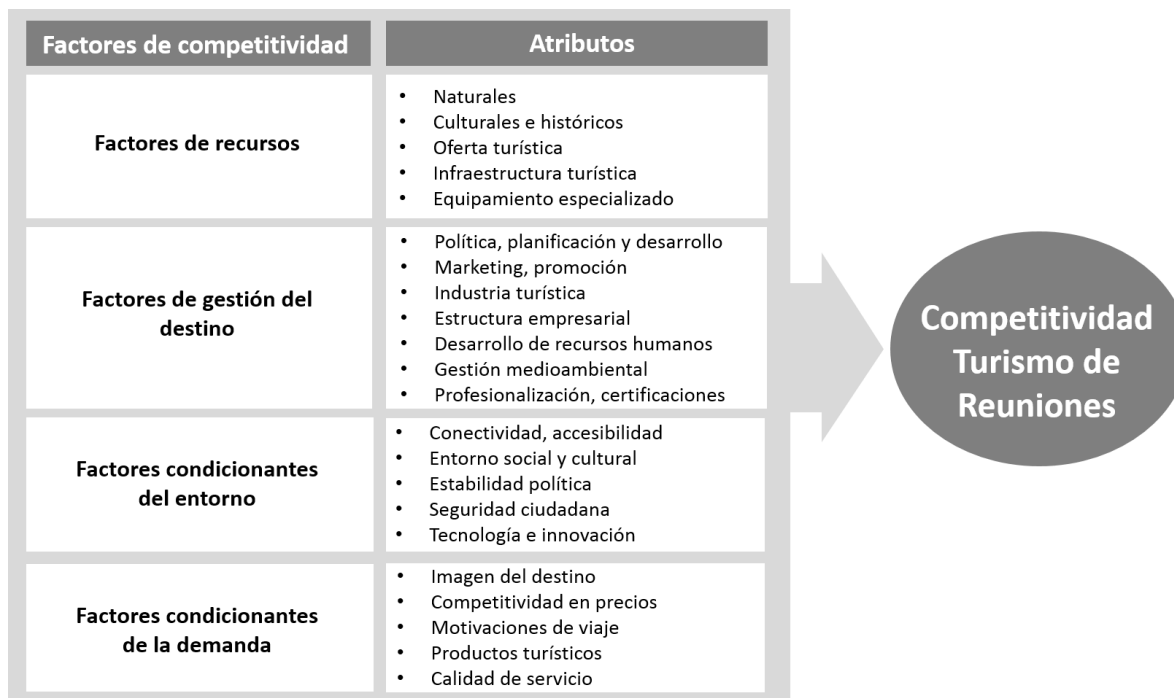 Factores de competitividad
Atributos
Factores de recursos
• Naturales
• Culturales e históricos
• Oferta turística
• Infraestructura turística
• Equipamiento especializado
Factores de gestión del
destino
• Política, planificación y desarrollo
• Marketing, promoción
• Industria turística
• Estructura empresarial
• Desarrollo de recursos humanos
• Gestión medioambiental
• Profesionalización, certificaciones
Factores condicionantes
del entorno
• Conectividad, accesibilidad
• Entorno social y cultural
• Estabilidad política
• Seguridad ciudadana
• Tecnología e innovación
Factores condicionantes
de la demanda
• Imagen del destino
• Competitividad en precios
• Motivaciones de viaje
• Productos turísticos
• Calidad de servicio
Competitividad
Turismo de
Reuniones